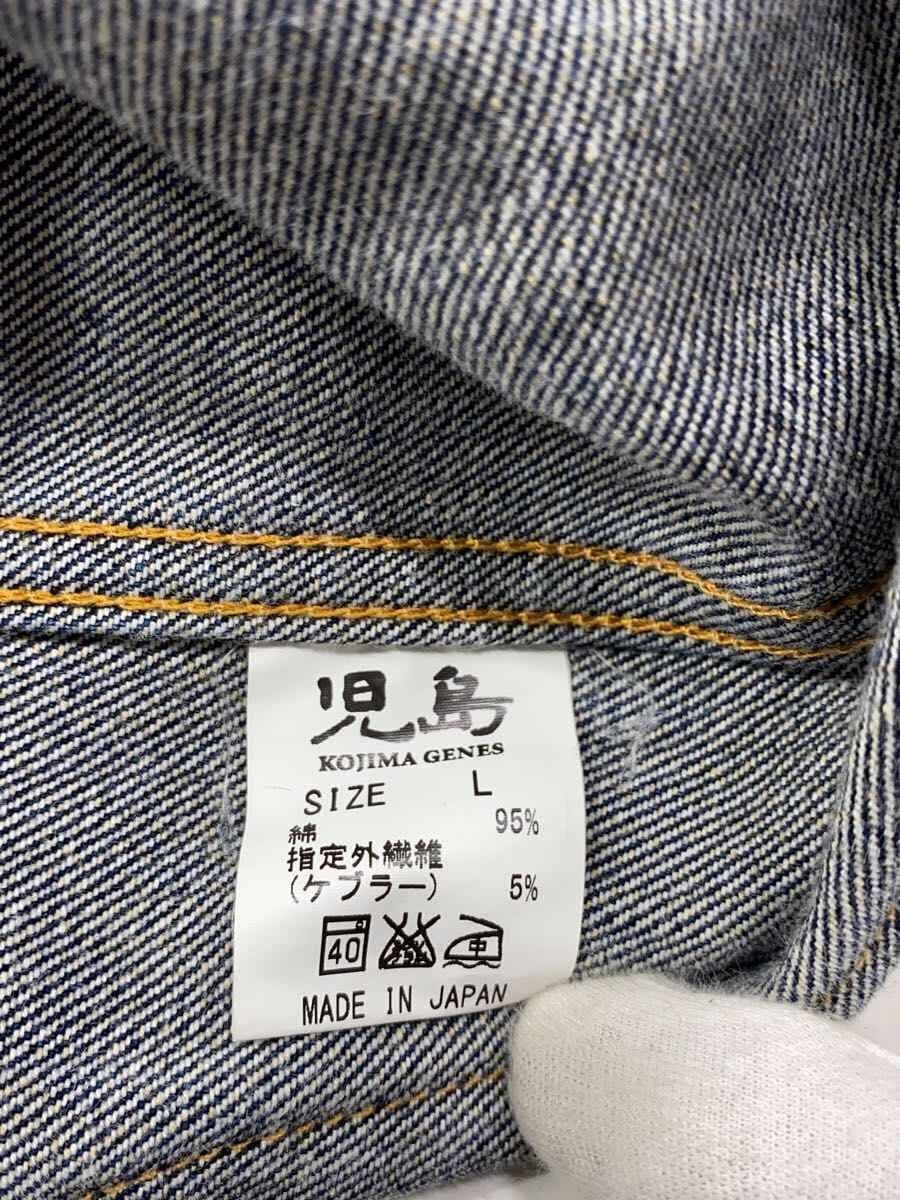 児島
KOJIMA GENES
SIZE L
綿 95%
指定外繊維
(ケブラー) 5%
40 中
MADE IN JAPAN